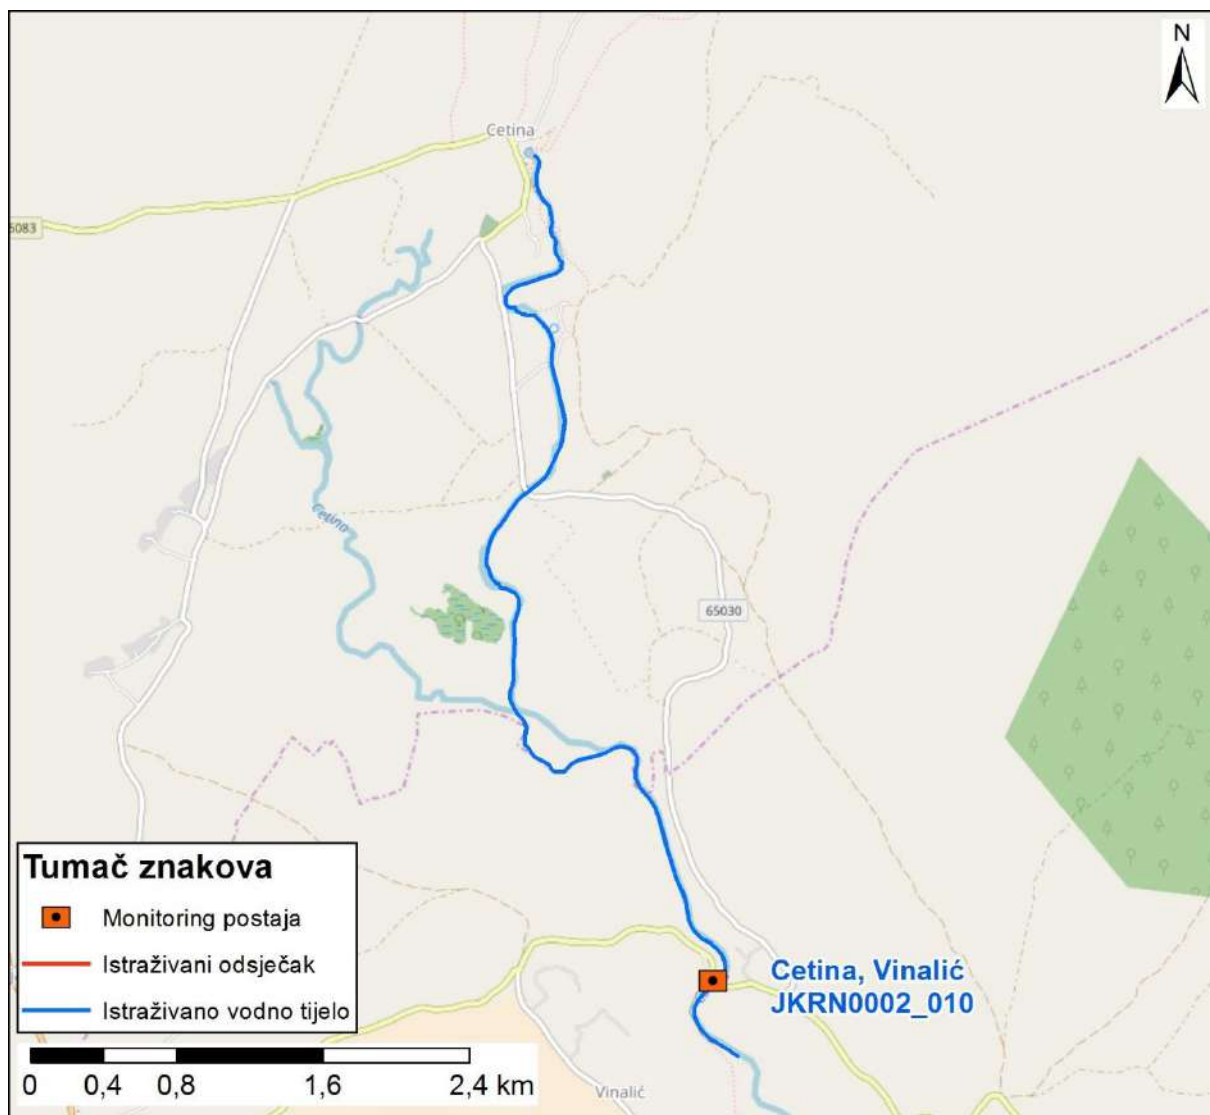 N
Cetina
6083
Cetina
65030
Tumač znakova
Monitoring postaja
Istraživani odsječak
Istraživano vodno tijelo
Cetina, Vinalić
JKRN0002_010
0 0,4 0,8 1,6 2,4 km
Vinalić